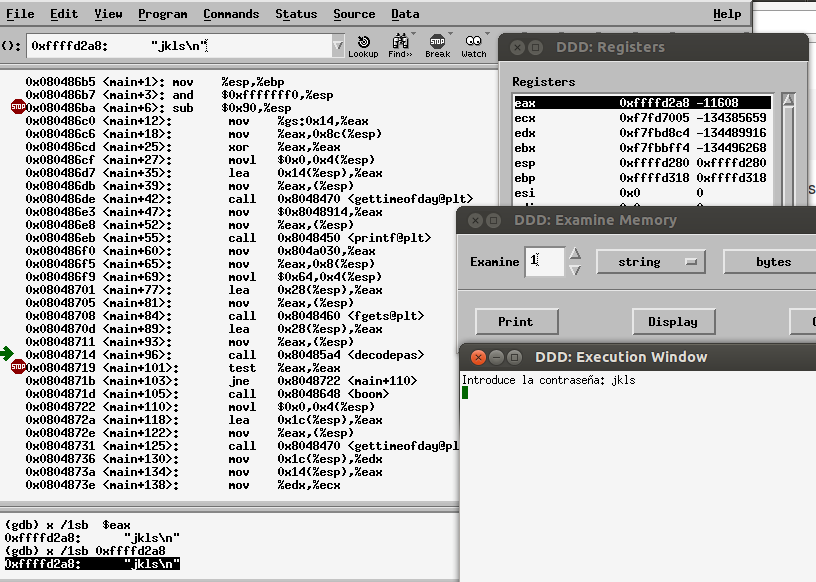 File Edit View Program Commands Status Source Data Help
(): 0xffffd2a8: "jkls\n"
Lookup Find» Break Watch
0x080486b5 <main+1>: mov %esp,%ebp
0x080486b7 <main+3>: and $0xfffffff0,%esp
STOP 0x080486ba <main+6>: sub $0x90,%esp
0x080486c0 <main+12>: mov %gs:0x14,%eax
0x080486c6 <main+18>: mov %eax,0x8c(%esp)
0x080486cd <main+25>: xor %eax,%eax
0x080486cf <main+27>: movl $0x0,0x4(%esp)
0x080486d7 <main+35>: lea 0x14(%esp),%eax
0x080486db <main+39>: mov %eax,(%esp)
0x080486de <main+42>: call 0x8048470 <gettimeofday@plt>
0x080486e3 <main+47>: mov $0x8048914,%eax
0x080486e8 <main+52>: mov %eax,(%esp)
0x080486eb <main+55>: call 0x8048450 <printf@plt>
0x080486f0 <main+60>: mov 0x804a030,%eax
0x080486f5 <main+65>: mov %eax,0x8(%esp)
0x080486f9 <main+69>: movl $0x64,0x4(%esp)
0x08048701 <main+77>: lea 0x28(%esp),%eax
0x08048705 <main+81>: mov %eax,(%esp)
0x08048708 <main+84>: call 0x8048460 <fgets@plt>
0x0804870d <main+89>: lea 0x28(%esp),%eax
0x08048711 <main+93>: mov %eax,(%esp)
0x08048714 <main+96>: call 0x80485a4 <decodepas>
STOP 0x08048719 <main+101>: test %eax,%eax
0x0804871b <main+103>: jne 0x8048722 <main+110>
0x0804871d <main+105>: call 0x8048648 <boom>
0x08048722 <main+110>: movl $0x0,0x4(%esp)
0x0804872a <main+118>: lea 0x1c(%esp),%eax
0x0804872e <main+122>: mov %eax,(%esp)
0x08048731 <main+125>: call 0x8048470 <gettimeofday@pl
0x08048736 <main+130>: mov 0x1c(%esp),%edx
0x0804873a <main+134>: mov 0x14(%esp),%eax
0x0804873e <main+138>: mov %edx,%ecx
(gdb) x /1sb $eax
0xffffd2a8: "jkls\n"
(gdb) x /1sb 0xffffd2a8
0xffffd2a8: "jkls\n"
DDD: Registers
Registers
eax 0xffffd2a8 -11608
ecx 0xf7fd7005 -134385659
edx 0xf7fbd8c4 -134489916
ebx 0xf7fbbff4 -134496268
esp 0xffffd280 0xffffd280
ebp 0xffffd318 0xffffd318
esi 0x0 0
DDD: Examine Memory
Examine 1 string bytes
Print Display
DDD: Execution Window
Introduce la contraseña: jkls